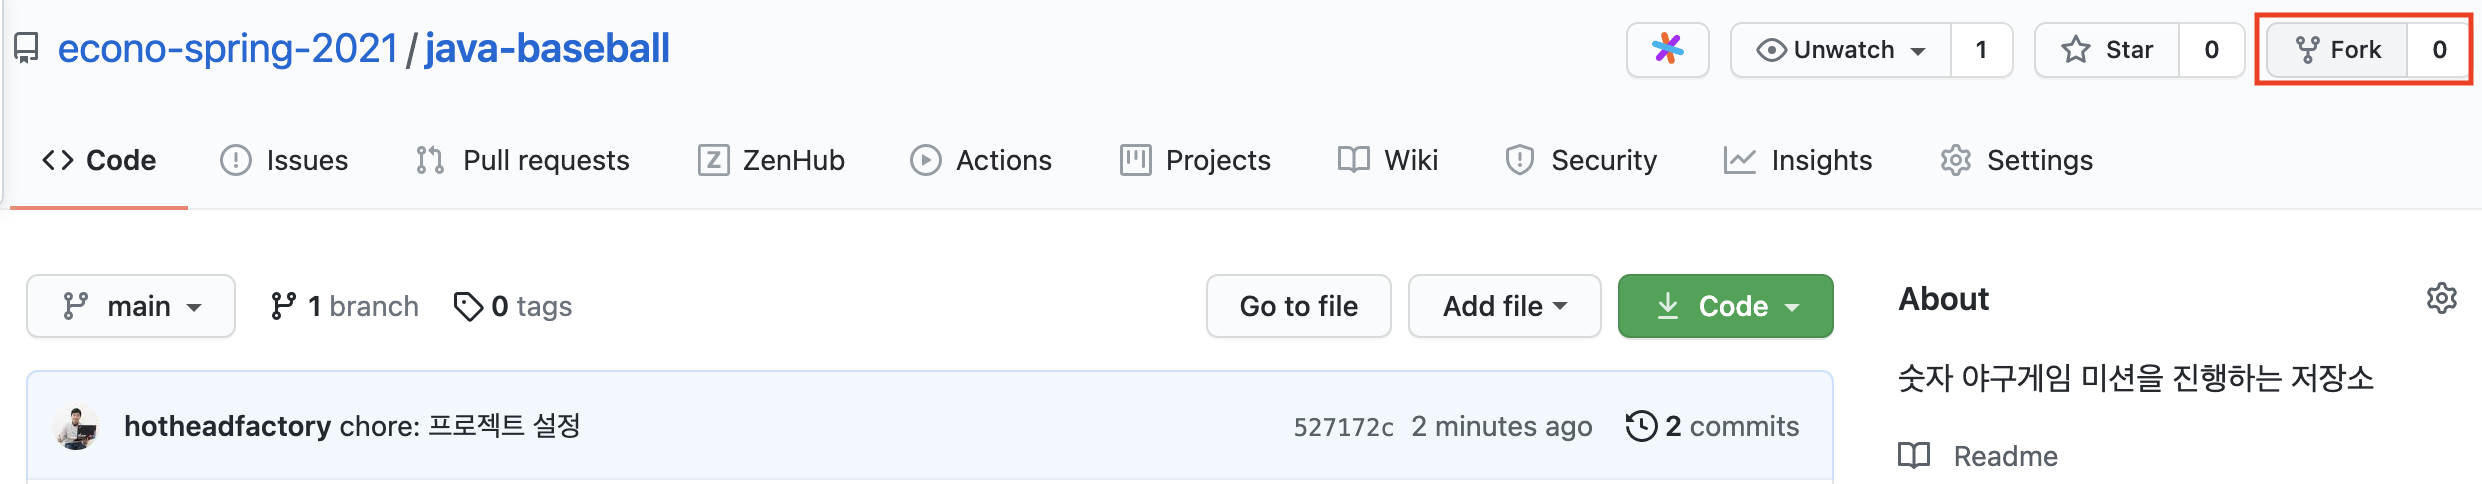 econo-spring-2021 / java-baseball
Unwatch 1
Star 0
Fork 0
Code
Issues
Pull requests
Z ZenHub
Actions
Projects
Wiki
Security
Insights
Settings
main
1 branch
0 tags
Go to file
Add file
Code
About
숫자 야구게임 미션을 진행하는 저장소
hotheadfactory chore: 프로젝트 설정
527172c 2 minutes ago
2 commits
Readme